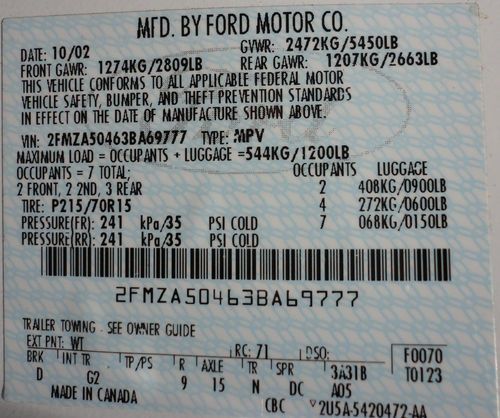 MFD. BY FORD MOTOR CO.
DATE: 10/02 GVWR: 2472KG/5450LB
FRONT GAWR: 1274KG/2809LB REAR GAWR: 1207KG/2663LB
THIS VEHICLE CONFORMS TO ALL APPLICABLE FEDERAL MOTOR
VEHICLE SAFETY, BUMPER, AND THEFT PREVENTION STANDARDS
IN EFFECT ON THE DATE OF MANUFACTURE SHOWN ABOVE.
VIN: 2FMZA50463BA69777 TYPE: MPV
MAXIMUM LOAD = OCCUPANTS + LUGGAGE = 544KG/1200LB
OCCUPANTS = 7 TOTAL: OCCUPANTS LUGGAGE
2 FRONT, 2 2ND, 3 REAR 2 408KG/0900LB
TIRE: P215/70R15 4 272KG/0600LB
PRESSURE(FR): 241 kPa/35 PSI COLD 7 068KG/0150LB
PRESSURE(RR): 241 kPa/35 PSI COLD
2FMZA50463BA69777
TRAILER TOWING - SEE OWNER GUIDE
EXT PNT: WT RC: 71 DSO: F0070
BRK INT TR TP/PS R AXLE TR SPR 3A31B T0123
D G2 9 15 N DC A05
MADE IN CANADA CBC ▽2U5A-5420472-AA